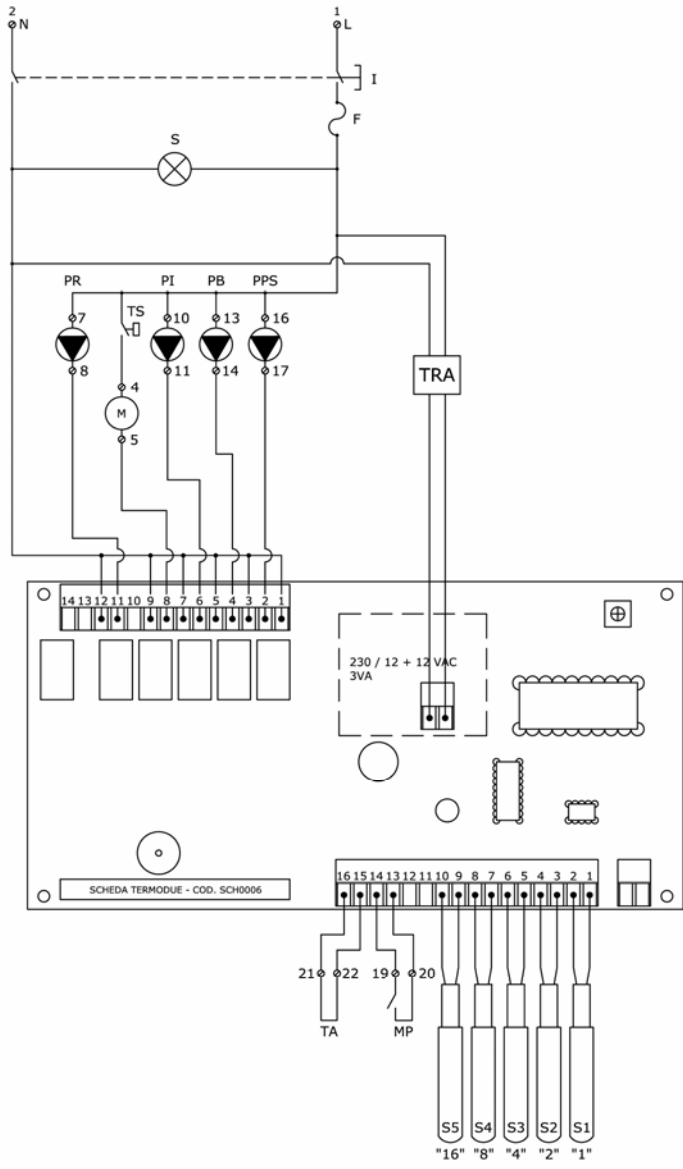 2 1
N L
I
F
S
PR PI PB PPS
TS
7 10 13 16
8 11 14 17
TRA
4
M
5
14 13 12 11 10 9 8 7 6 5 4 3 2 1
230 / 12 + 12 VAC
3VA
16 15 14 13 12 11 10 9 8 7 6 5 4 3 2 1
SCHEDA TERMODUE - COD. SCH0006
21 22 19 20
TA MP
S5 S4 S3 S2 S1
"16" "8" "4" "2" "1"